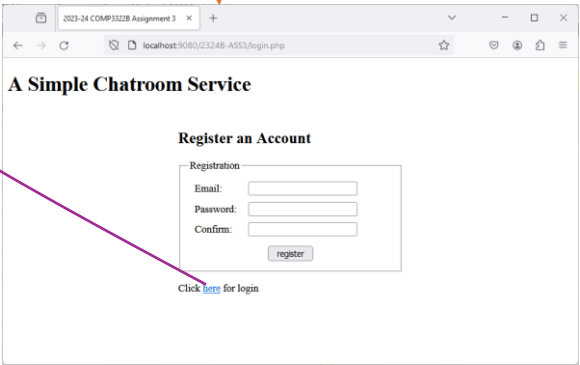 2023-24 COMP3322B Assignment 3
localhost:9080/2324B-ASS3/login.php
A Simple Chatroom Service
Register an Account
Registration
Email:
Password:
Confirm:
register
Click here for login